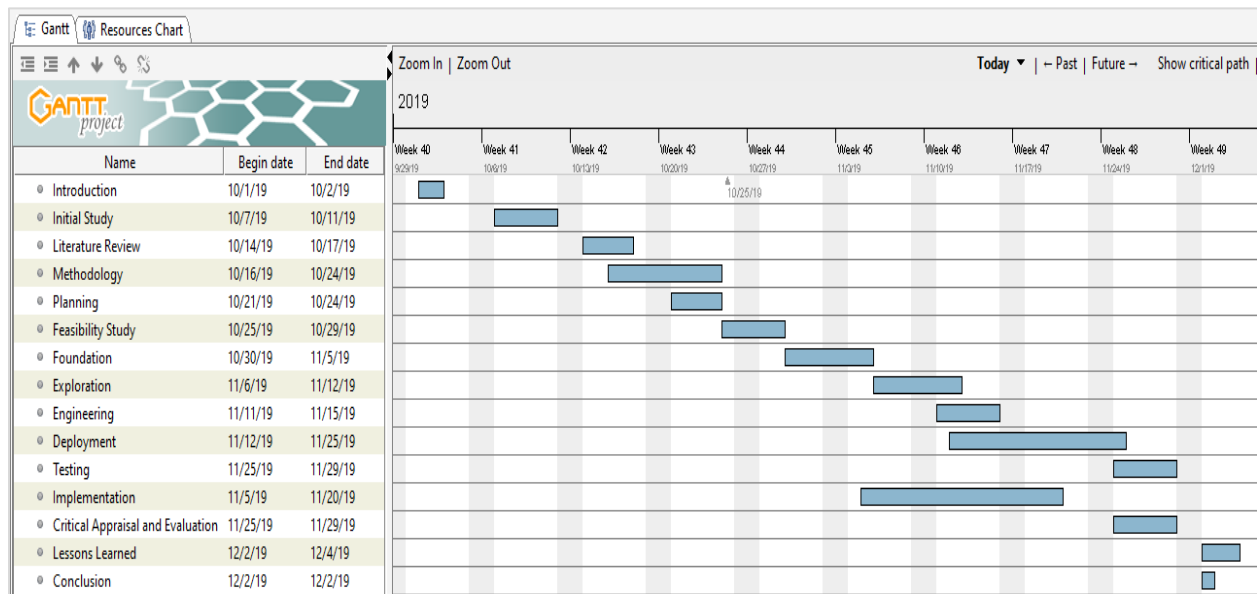 Gantt Resources Chart
Zoom In | Zoom Out Today ▼ | ←Past | Future→ Show critical path |
GANTT
project
2019
Week 40 Week 41 Week 42 Week 43 Week 44 Week 45 Week 46 Week 47 Week 48 Week 49
Name Begin date End date 9/29/19 10/6/19 10/13/19 10/20/19 10/27/19 11/3/19 11/10/19 11/17/19 11/24/19 12/1/19
Introduction 10/1/19 10/2/19 10/25/19
Initial Study 10/7/19 10/11/19
Literature Review 10/14/19 10/17/19
Methodology 10/16/19 10/24/19
Planning 10/21/19 10/24/19
Feasibility Study 10/25/19 10/29/19
Foundation 10/30/19 11/5/19
Exploration 11/6/19 11/12/19
Engineering 11/11/19 11/15/19
Deployment 11/12/19 11/25/19
Testing 11/25/19 11/29/19
Implementation 11/5/19 11/20/19
Critical Appraisal and Evaluation 11/25/19 11/29/19
Lessons Learned 12/2/19 12/4/19
Conclusion 12/2/19 12/2/19